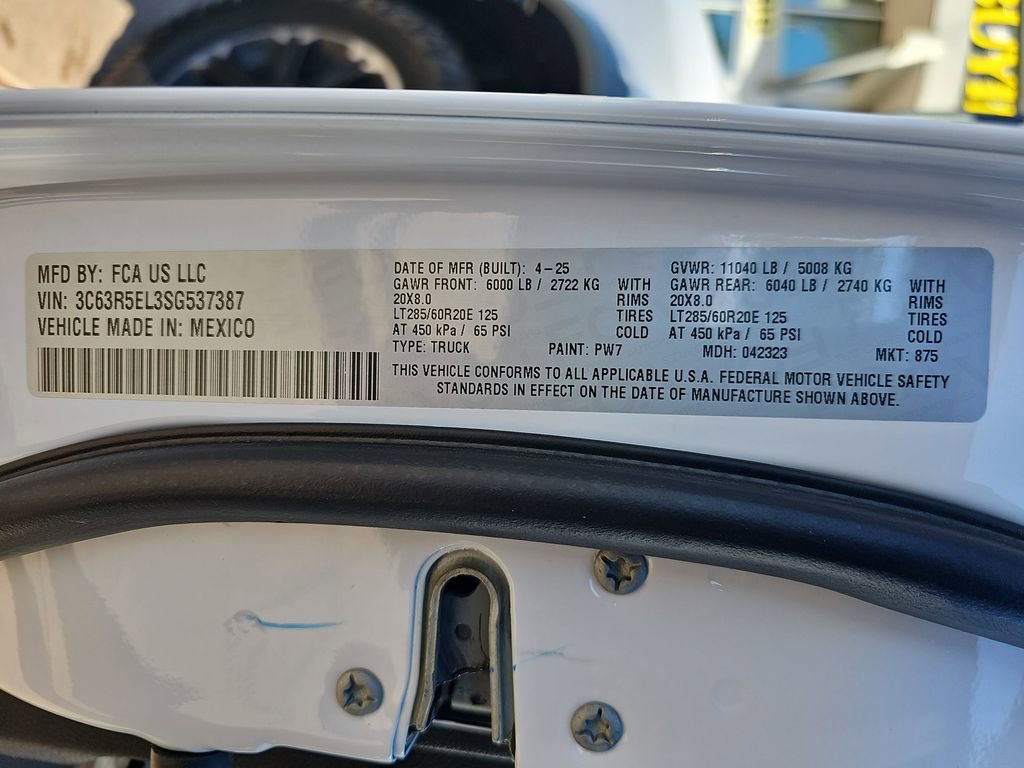 BUY!!
MFD BY: FCA US LLC
VIN: 3C63R5EL3SG537387
VEHICLE MADE IN: MEXICO
DATE OF MFR (BUILT): 4-25
GAWR FRONT: 6000 LB / 2722 KG WITH
20X8.0 RIMS
LT285/60R20E 125 TIRES
AT 450 kPa / 65 PSI COLD
TYPE: TRUCK PAINT: PW7
GVWR: 11040 LB / 5008 KG
GAWR REAR: 6040 LB / 2740 KG WITH
20X8.0 RIMS
LT285/60R20E 125 TIRES
AT 450 kPa / 65 PSI COLD
MDH: 042323 MKT: 875
THIS VEHICLE CONFORMS TO ALL APPLICABLE U.S.A. FEDERAL MOTOR VEHICLE SAFETY
STANDARDS IN EFFECT ON THE DATE OF MANUFACTURE SHOWN ABOVE.